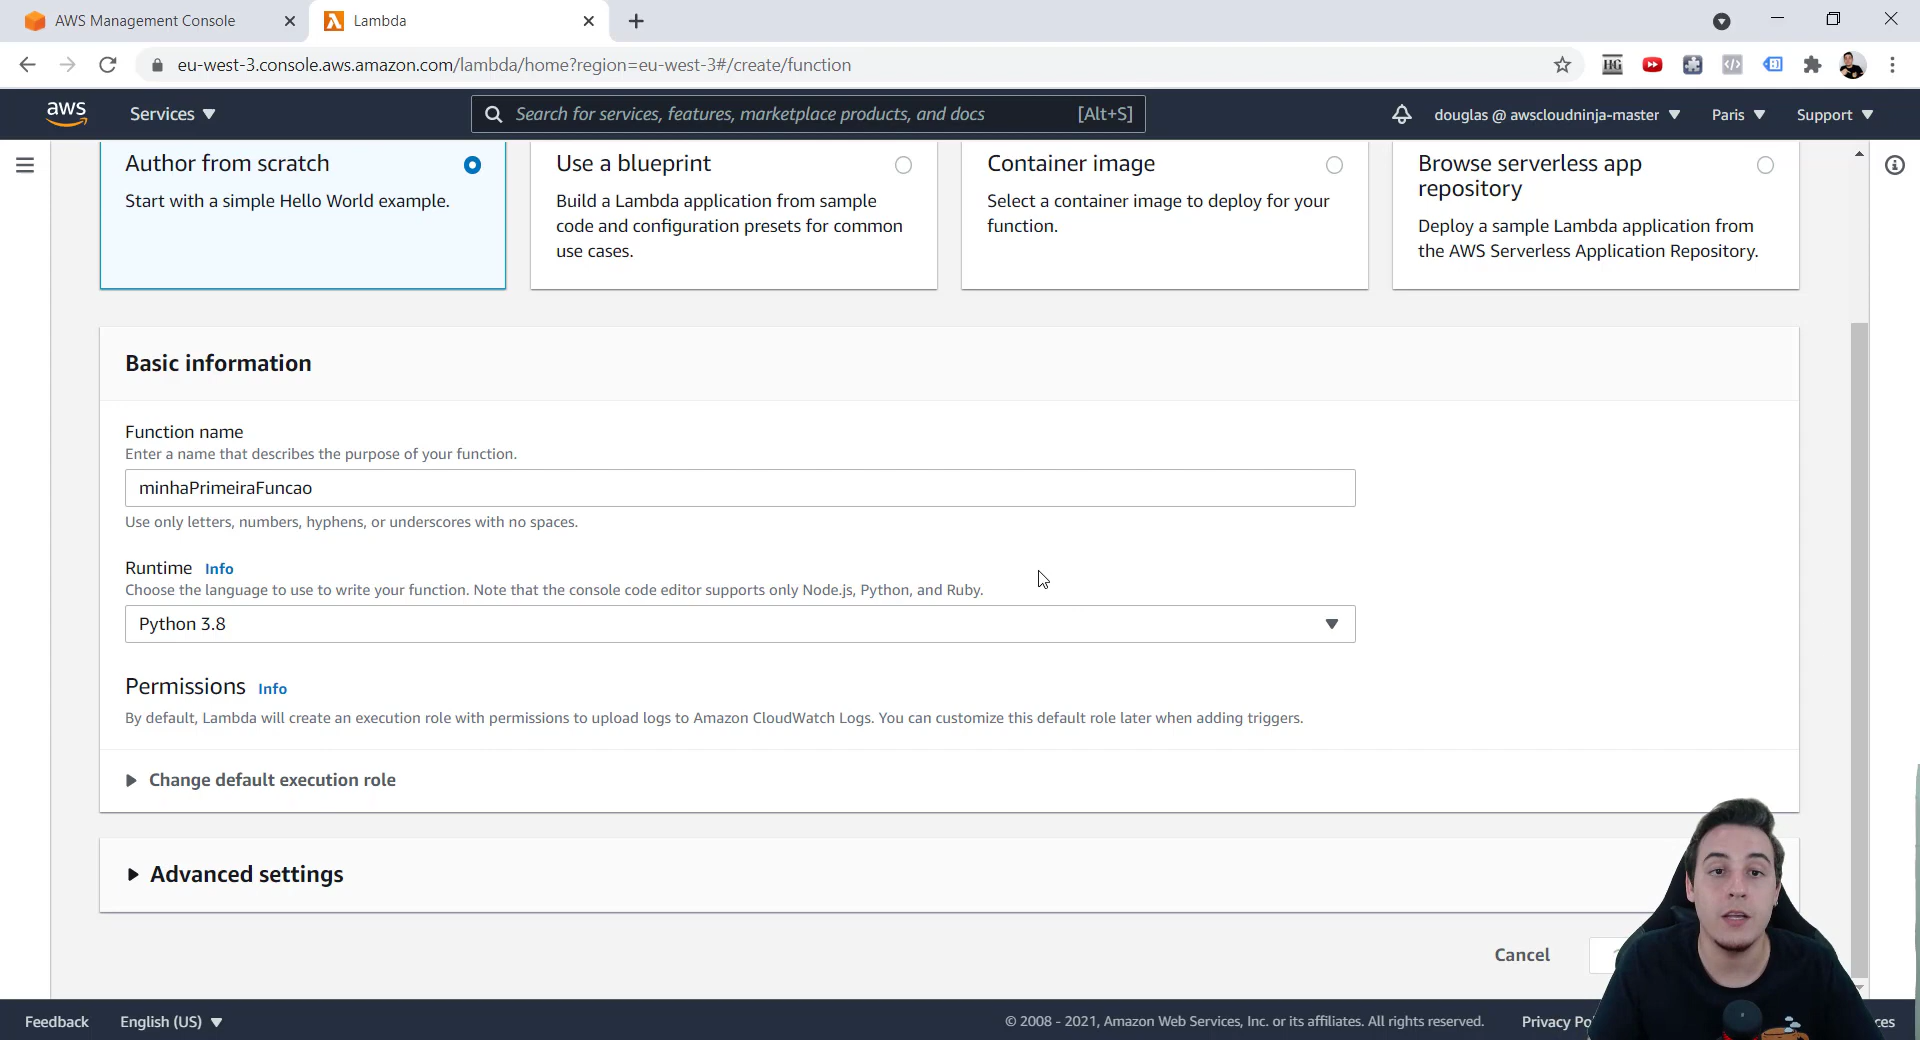 AWS Management Console
Lambda
eu-west-3.console.aws.amazon.com/lambda/home?region=eu-west-3#/create/function
HG
aws
Services
Search for services, features, marketplace products, and docs
[Alt+S]
douglas @ awscloudninja-master
Paris
Support
Author from scratch
Start with a simple Hello World example.
Use a blueprint
Build a Lambda application from sample
code and configuration presets for common
use cases.
Container image
Select a container image to deploy for your
function.
Browse serverless app
repository
Deploy a sample Lambda application from
the AWS Serverless Application Repository.
Basic information
Function name
Enter a name that describes the purpose of your function.
minhaPrimeiraFuncao
Use only letters, numbers, hyphens, or underscores with no spaces.
Runtime Info
Choose the language to use to write your function. Note that the console code editor supports only Node.js, Python, and Ruby.
Python 3.8
Permissions Info
By default, Lambda will create an execution role with permissions to upload logs to Amazon CloudWatch Logs. You can customize this default role later when adding triggers.
Change default execution role
Advanced settings
Cancel
Feedback
English (US)
© 2008 - 2021, Amazon Web Services, Inc. or its affiliates. All rights reserved.
Privacy